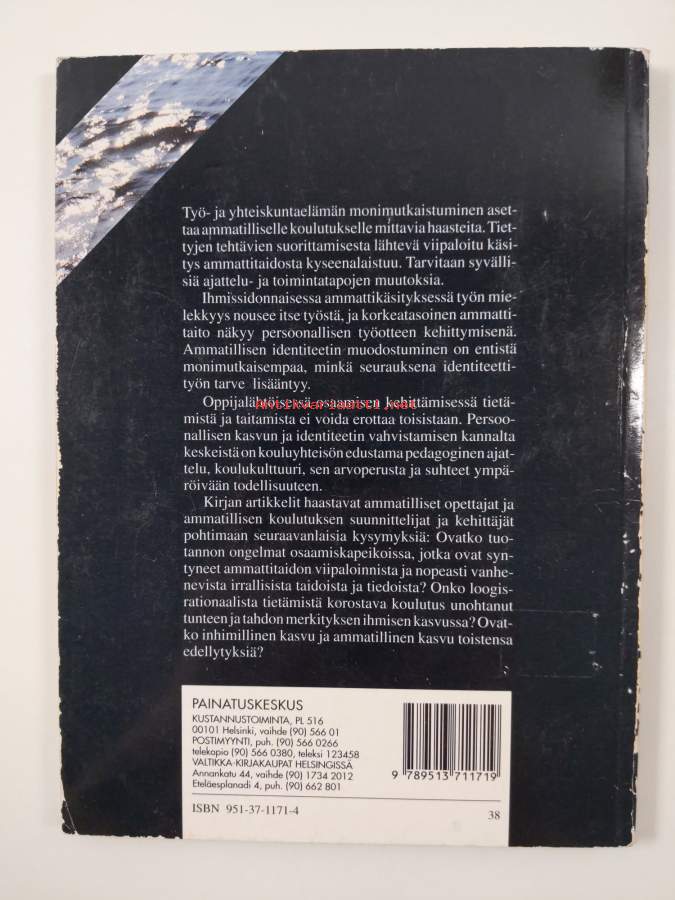 Työ- ja yhteiskuntaelämän monimutkaistuminen aset-
taa ammatilliselle koulutukselle mittavia haasteita. Tiet-
tyjen tehtävien suorittamisesta lähtevä viipaloitu käsi-
tys ammattitaidosta kyseenalaistuu. Tarvitaan syvälli-
siä ajattelu- ja toimintatapojen muutoksia.
Ihmissidonnaisessa ammattikäsityksessä työn mie-
lekkyys nousee itse työstä, ja korkeatasoinen ammatti-
taito näkyy persoonallisen työotteen kehittymisenä.
Ammatillisen identiteetin muodostuminen on entistä
monimutkaisempaa, minkä seurauksena identiteetti-
työn tarve lisääntyy.
Oppijalähtöisessä osaamisen kehittämisessä tietä-
Antikvariaatti.net
mistä ja taitamista ei voida erottaa toisistaan. Persoo-
nallisen kasvun ja identiteetin vahvistamisen kannalta
keskeistä on kouluyhteisön edustama pedagoginen ajat-
telu, koulukulttuuri, sen arvoperusta ja suhteet ympä-
röivään todellisuuteen.
Kirjan artikkelit haastavat ammatilliset opettajat ja
ammatillisen koulutuksen suunnittelijat ja kehittäjät
pohtimaan seuraavanlaisia kysymyksiä: Ovatko tuo-
tannon ongelmat osaamiskapeikoissa, jotka ovat syn-
tyneet ammattitaidon viipaloinnista ja nopeasti vanhe-
nevista irrallisista taidoista ja tiedoista? Onko loogis-
rationaalista tietämistä korostava koulutus unohtanut
tunteen ja tahdon merkityksen ihmisen kasvussa? Ovat-
ko inhimillinen kasvu ja ammatillinen kasvu toistensa
edellytyksiä?
PAINATUSKESKUS
KUSTANNUSTOIMINTA, PL 516
00101 Helsinki, vaihde (90) 566 01
POSTIMYYNTI, puh. (90) 566 0266
telekopio (90) 566 0380, teleksi 123458
VALTIKKA-KIRJAKAUPAT HELSINGISSÄ
Annankatu 44, vaihde (90) 1734 2012
Eteläesplanadi 4, puh. (90) 662 801
9 789513 711719
ISBN 951-37-1171-4
38